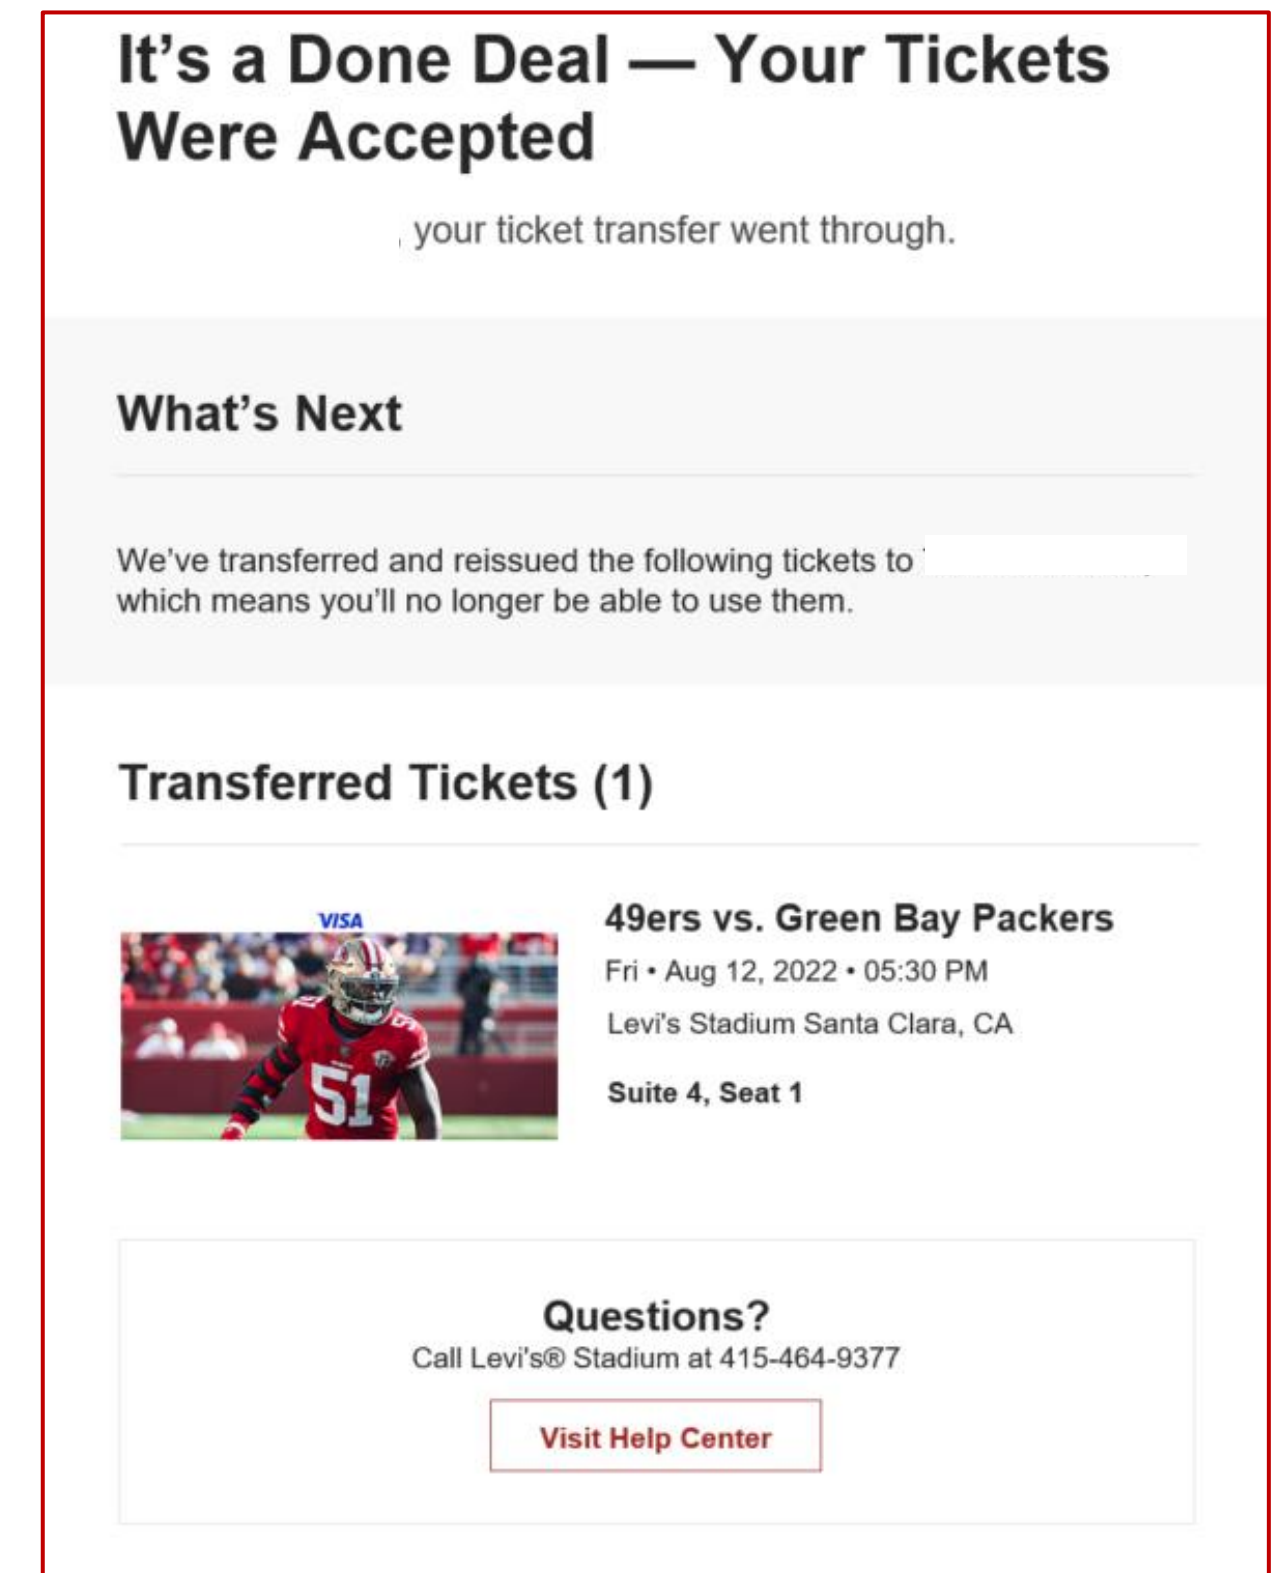 It's a Done Deal — Your Tickets
Were Accepted
, your ticket transfer went through.
What's Next
We've transferred and reissued the following tickets to
which means you'll no longer be able to use them.
Transferred Tickets (1)
VISA
51
51
49ers vs. Green Bay Packers
Fri • Aug 12, 2022 • 05:30 PM
Levi's Stadium Santa Clara, CA
Suite 4, Seat 1
Questions?
Call Levi's® Stadium at 415-464-9377
Visit Help Center